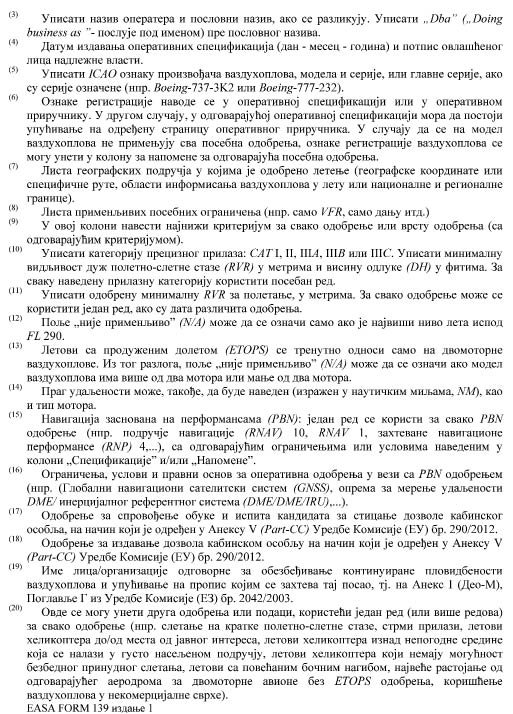 (3) Уписати назив оператера и пословни назив, ако се разликују. Уписати „Dba” („Doing
business as ”- послује под именом) пре пословног назива.
(4) Датум издавања оперативних спецификација (дан - месец - година) и потпис овлашћеног
лица надлежне власти.
(5) Уписати ICAO ознаку произвођача ваздухоплова, модела и серије, или главне серије, ако
су серије означене (нпр. Boeing-737-3K2 или Boeing-777-232).
(6) Ознаке регистрације наводе се у оперативној спецификацији или у оперативном
приручнику. У другом случају, у одговарајућој оперативној спецификацији мора да постоји
упућивање на одређену страницу оперативног приручника. У случају да се на модел
ваздухоплова не примењују сва посебна одобрења, ознаке регистрације ваздухоплова се
могу унети у колону за напомене за одговарајућа посебна одобрења.
(7) Листа географских подручја у којима је одобрено летење (географске координате или
специфичне руте, области информисања ваздухоплова у лету или националне и регионалне
границе).
(8) Листа применљивих посебних ограничења (нпр. само VFR, само дању итд.)
(9) У овој колони навести најнижи критеријум за свако одобрење или врсту одобрења (са
одговарајућим критеријумом).
(10) Уписати категорију прецизног прилаза: CAT I, II, IIIA, IIIB или IIIC. Уписати минималну
видљивост дуж полетно-слетне стазе (RVR) у метрима и висину одлуке (DH) у фитима. За
сваку наведену прилазну категорију користити посебан ред.
(11) Уписати одобрену минималну RVR за полетање, у метрима. За свако одобрење може се
користити један ред, ако су дата различита одобрења.
(12) Поље „није применљиво” (N/A) може да се означи само ако је највиши ниво лета испод
FL 290.
(13) Летови са продуженим долетом (ETOPS) се тренутно односи само на двомоторне
ваздухоплове. Из тог разлога, поље „није применљиво” (N/A) може да се означи ако модел
ваздухоплова има више од два мотора или мање од два мотора.
(14) Праг удаљености може, такође, да буде наведен (изражен у наутичким миљама, NM), као
и тип мотора.
(15) Навигација заснована на перформансама (PBN): један ред се користи за свако PBN
одобрење (нпр. подручје навигације (RNAV) 10, RNAV 1, захтеване навигационе
перформансе (RNP) 4,...), са одговарајућим ограничењима или условима наведеним у
колони „Спецификације” и/или „Напомене”.
(16) Ограничења, услови и правни основ за оперативна одобрења у вези са PBN одобрењем
(нпр. (Глобални навигациони сателитски систем (GNSS), опрема за мерење удаљености
DME/ инерцијални референтног система (DME/DME/IRU),...).
(17) Одобрење за спровођење обуке и испита кандидата за стицање дозволе кабинског
особља, на начин који је одређен у Анексу V (Part-CC) Уредбе Комисије (ЕУ) бр. 290/2012.
(18) Одобрење за издавање дозвола кабинском особљу на начин који је одређен у Анексу V
(Part-CC) Уредбе Комисије (ЕУ) бр. 290/2012.
(19) Име лица/организације одговорне за обезбеђивање континуиране пловидбености
ваздухоплова и упућивање на пропис којим се захтева тај посао, тј. на Анекс I (Део-М),
Поглавље Г из Уредбе Комисије (ЕЗ) бр. 2042/2003.
(20) Овде се могу унети друга одобрења или подаци, користећи један ред (или више редова)
за свако одобрење (нпр. слетање на кратке полетно-слетне стазе, стрми прилази, летови
хеликоптера до/од места од јавног интереса, летови хеликоптера изнад непогодне средине
која се налази у густо насељеном подручју, летови хеликоптера који немају могућност
безбедног принудног слетања, летови са повећаним бочним нагибом, највеће растојање од
одговарајућег аеродрома за двомоторне авионе без ETOPS одобрења, коришћење
ваздухоплова у некомерцијалне сврхе).
EASA FORM 139 издање 1